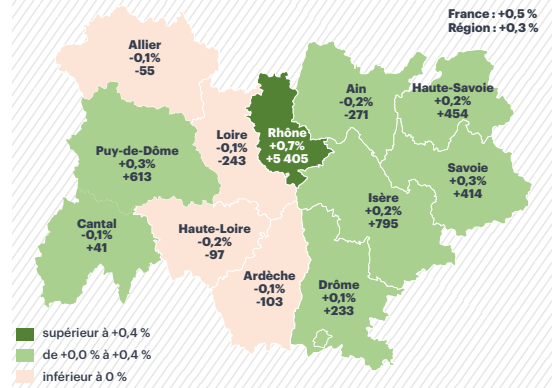 France : +0,5 %
Région : +0,3 %
Allier
-0,1%
-55
Ain
-0,2%
-271
Haute-Savoie
+0,2%
+454
Loire
-0,1%
-243
Rhône
+0,7%
+5 405
Puy-de-Dôme
+0,3%
+613
Savoie
+0,3%
+414
Isère
+0,2%
+795
Cantal
-0,1%
+41
Haute-Loire
-0,2%
-97
Ardèche
-0,1%
-103
Drôme
+0,1%
+233
supérieur à +0,4 %
de +0,0 % à +0,4 %
inférieur à 0 %